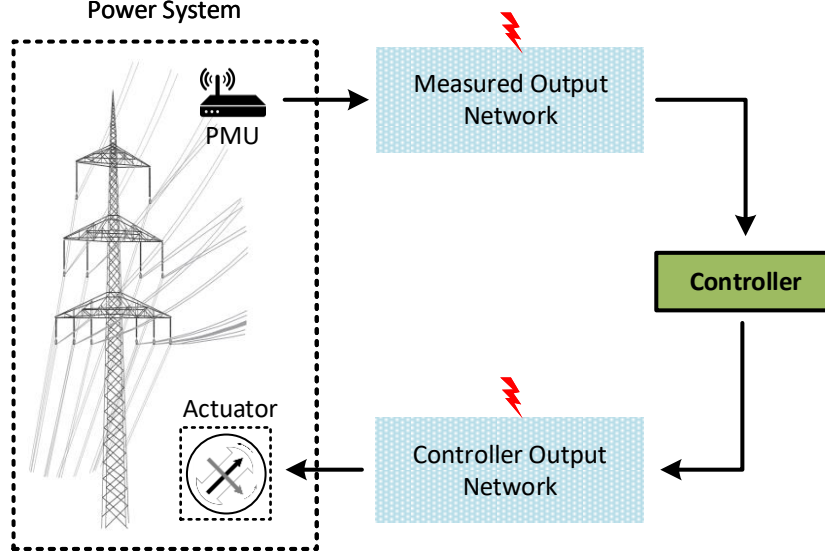 Power System
PMU
Measured Output
Network
Controller
Actuator
Controller Output
Network